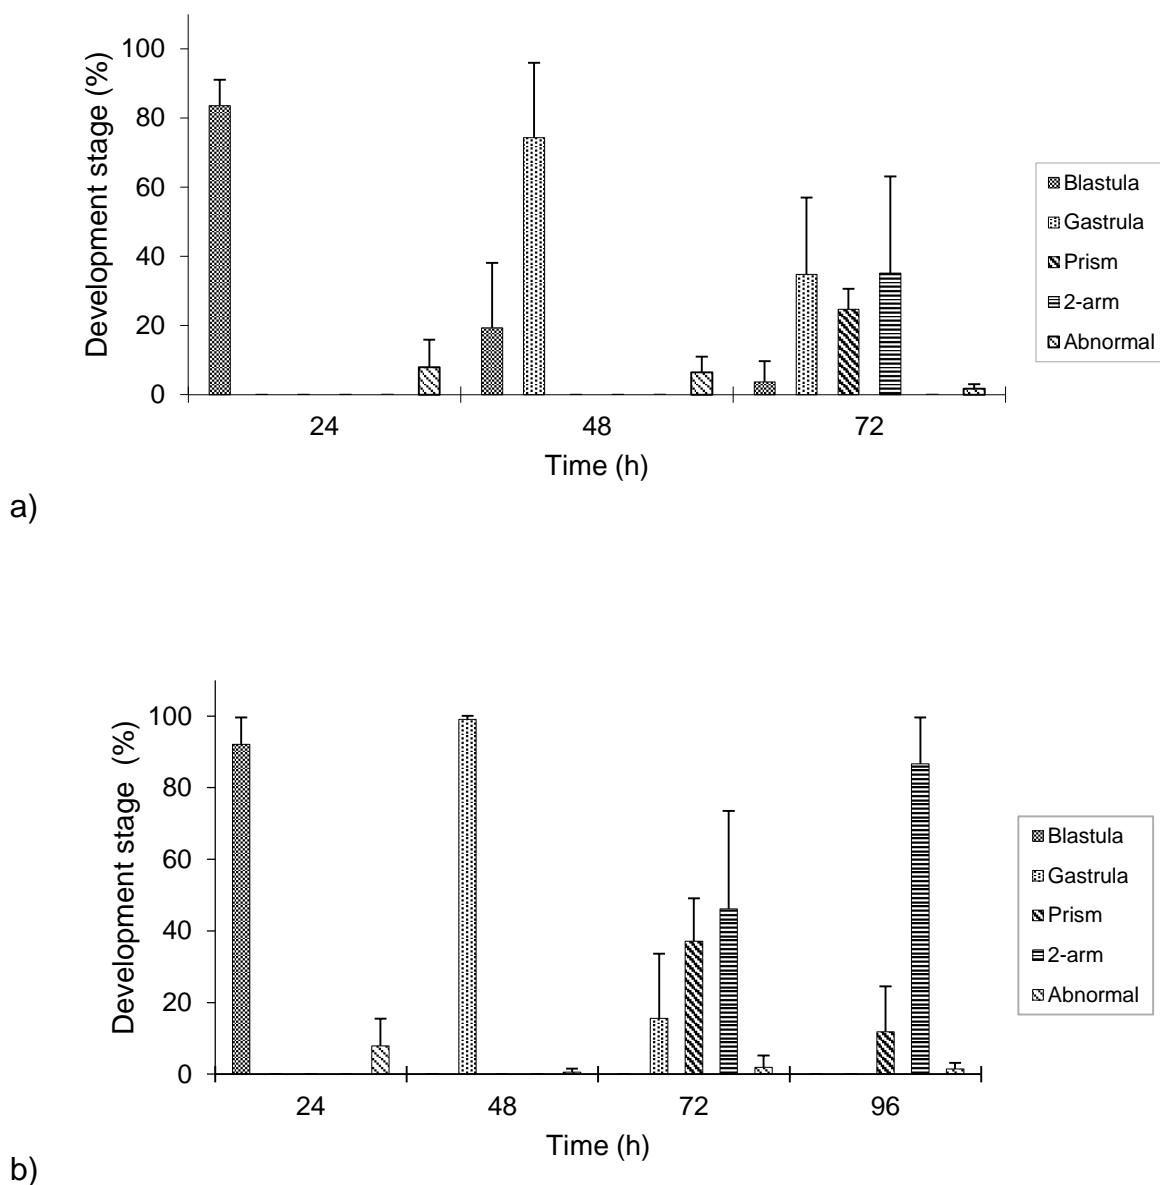 100
80
60
40
20
0
Development stage (%)
24 48 72
Time (h)
Blastula
Gastrula
Prism
2-arm
Abnormal
a)
100
80
60
40
20
0
Development stage (%)
24 48 72 96
Time (h)
Blastula
Gastrula
Prism
2-arm
Abnormal
b)